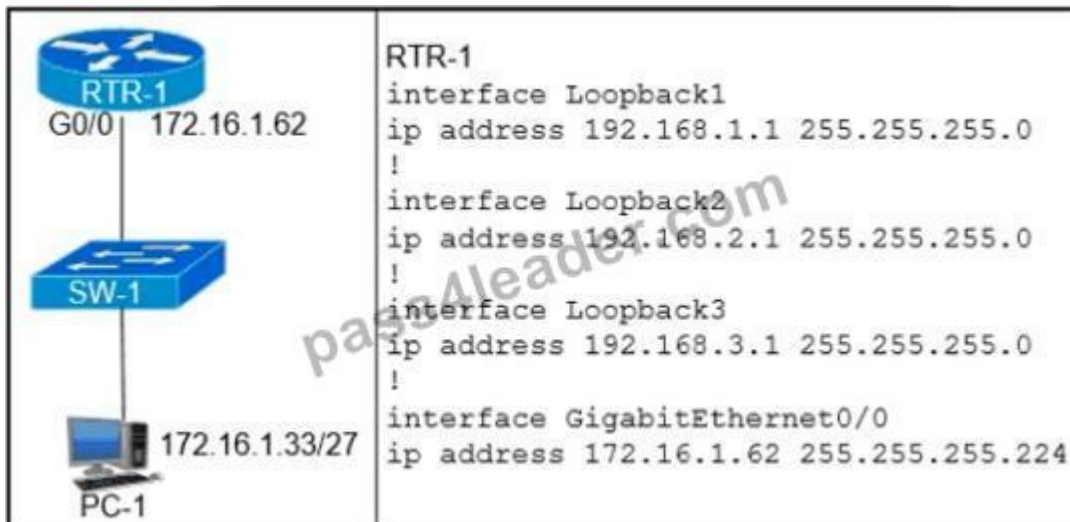 RTR-1
G0/0 172.16.1.62
SW-1
172.16.1.33/27
PC-1
RTR-1
interface Loopback1
ip address 192.168.1.1 255.255.255.0
!
interface Loopback2
ip address 192.168.2.1 255.255.255.0
!
interface Loopback3
ip address 192.168.3.1 255.255.255.0
!
interface GigabitEthernet0/0
ip address 172.16.1.62 255.255.255.224
pass4leader.com